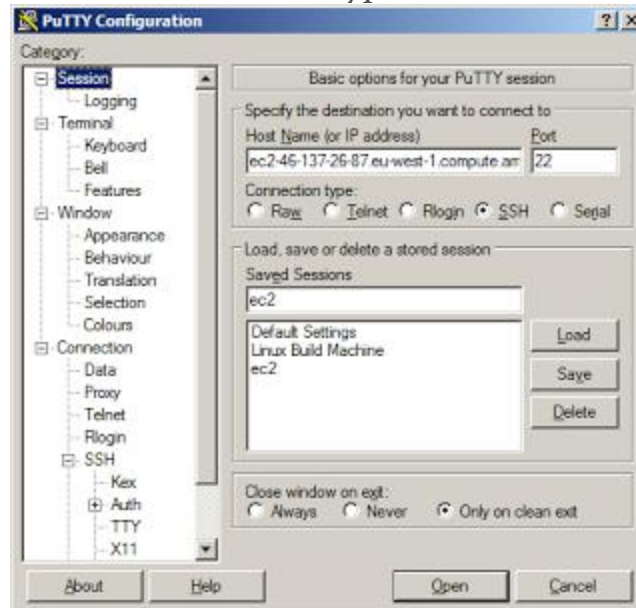 PuTTY Configuration
Category:
Session
Logging
Terminal
Keyboard
Bell
Features
Window
Appearance
Behaviour
Translation
Selection
Colours
Connection
Data
Proxy
Telnet
Rlogin
SSH
Kex
Auth
TTY
X11
Basic options for your PuTTY session
Specify the destination you want to connect to
Host Name (or IP address) Port
ec2-46-137-26-87.eu-west-1.compute.am 22
Connection type:
Raw Telnet Rlogin SSH Serial
Load, save or delete a stored session
Saved Sessions
ec2
Default Settings
Linux Build Machine
ec2
Load
Save
Delete
Close window on exit:
Always Never Only on clean exit
About Help Open Cancel